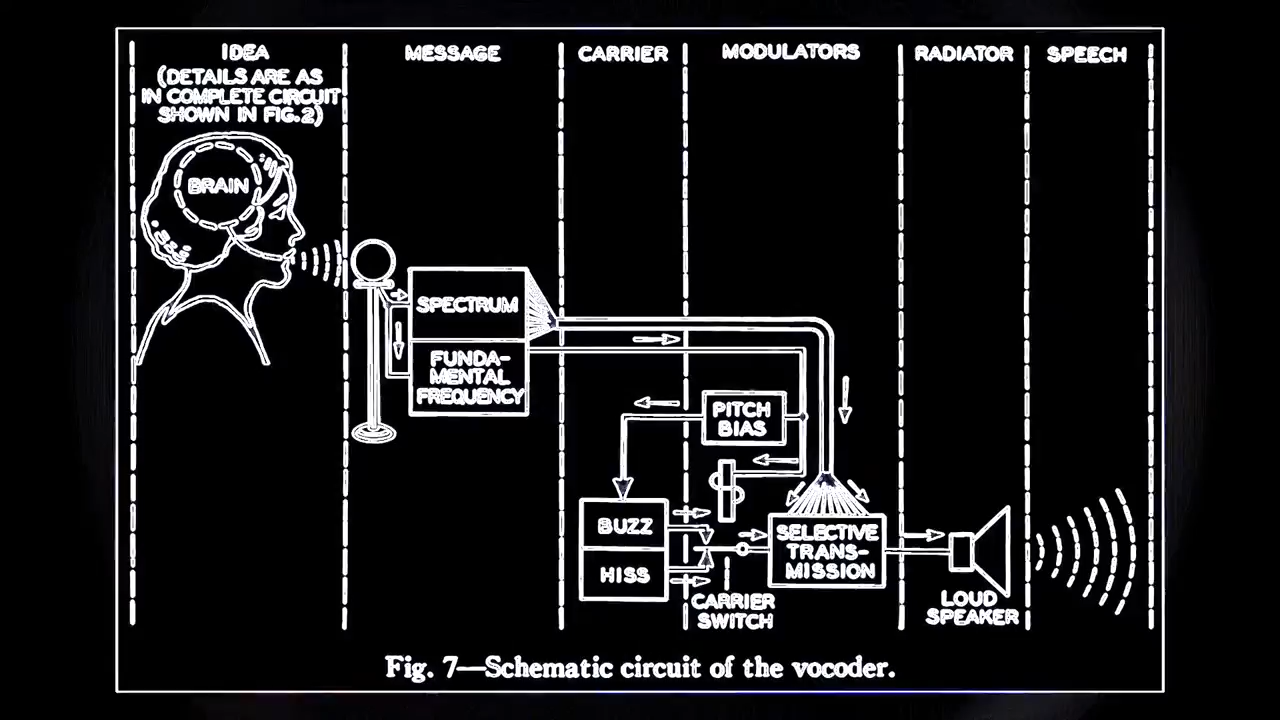 IDEA
(DETAILS ARE AS
IN COMPLETE CIRCUIT
SHOWN IN FIG.2)
MESSAGE
CARRIER
MODULATORS
RADIATOR
SPEECH
BRAIN
SPECTRUM
FUNDA-
MENTAL
FREQUENCY
PITCH
BIAS
BUZZ
HISS
CARRIER
SWITCH
SELECTIVE
TRANS-
MISSION
LOUD
SPEAKER
Fig. 7—Schematic circuit of the vocoder.